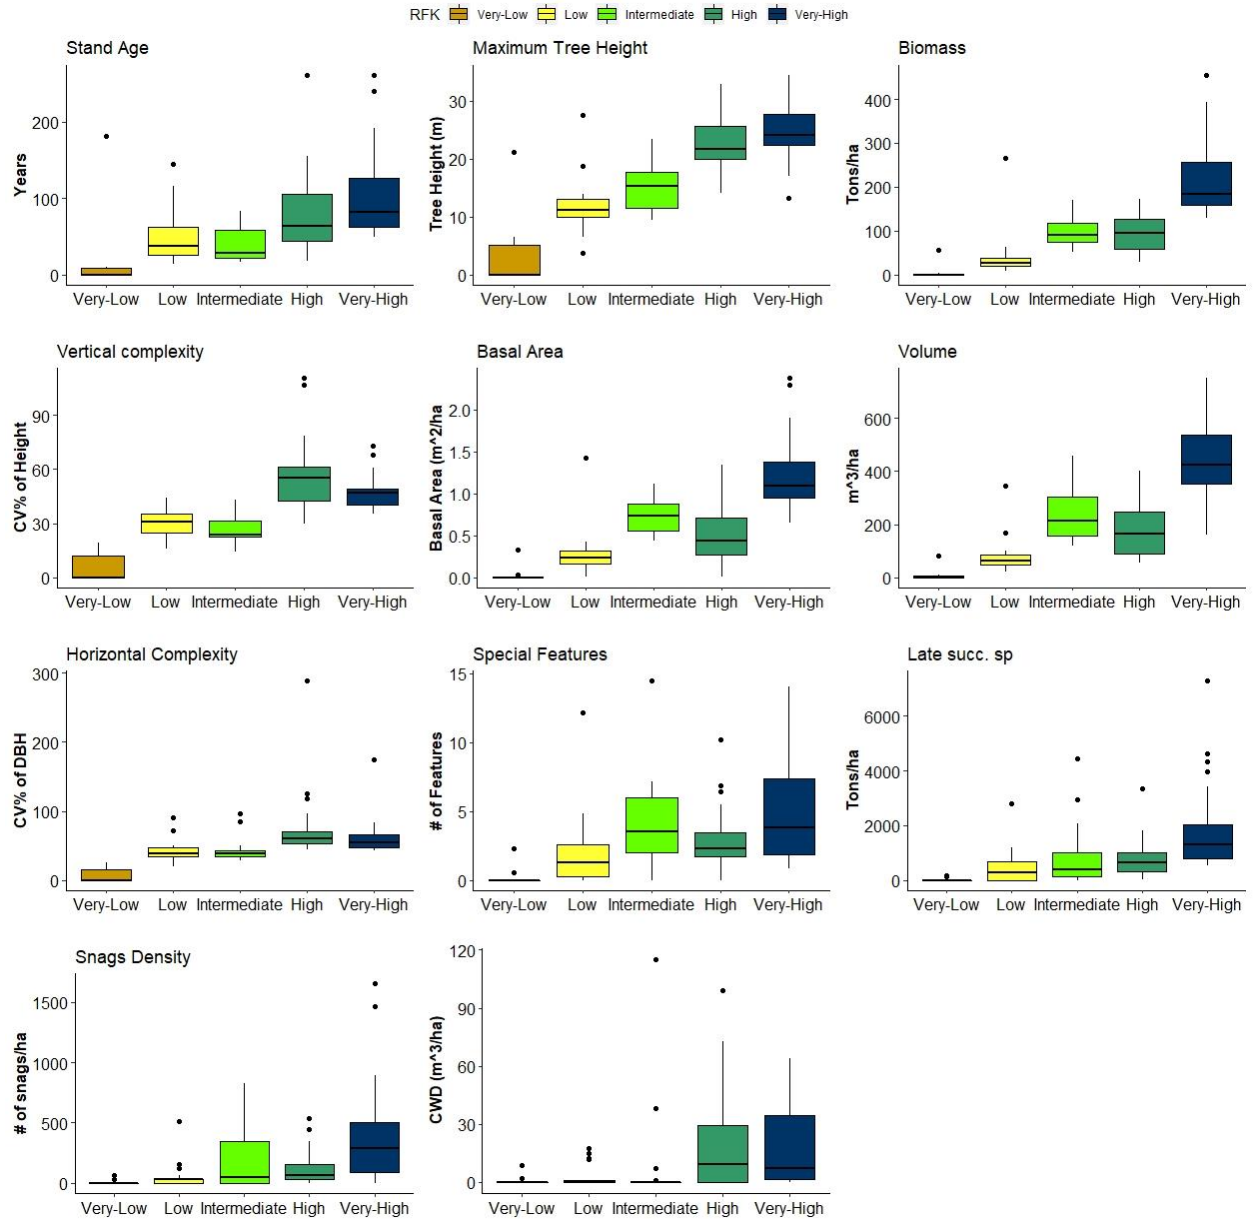 RFK Very-Low Low Intermediate High Very-High
Stand Age
Years
200
100
0
Very-Low Low Intermediate High Very-High
Maximum Tree Height
Tree Height (m)
30
20
10
0
Very-Low Low Intermediate High Very-High
Biomass
Tons/ha
400
300
200
100
0
Very-Low Low Intermediate High Very-High
Vertical complexity
CV% of Height
90
60
30
0
Very-Low Low Intermediate High Very-High
Basal Area
Basal Area (m^2/ha
2.0
1.5
1.0
0.5
0.0
Very-Low Low Intermediate High Very-High
Volume
m^3/ha
600
400
200
0
Very-Low Low Intermediate High Very-High
Horizontal Complexity
CV% of DBH
300
200
100
0
Very-Low Low Intermediate High Very-High
Special Features
# of Features
15
10
5
0
Very-Low Low Intermediate High Very-High
Late succ. sp
Tons/ha
6000
4000
2000
0
Very-Low Low Intermediate High Very-High
Snags Density
# of snags/ha
1500
1000
500
0
Very-Low Low Intermediate High Very-High
CWD (m^3/ha)
120
90
60
30
0
Very-Low Low Intermediate High Very-High